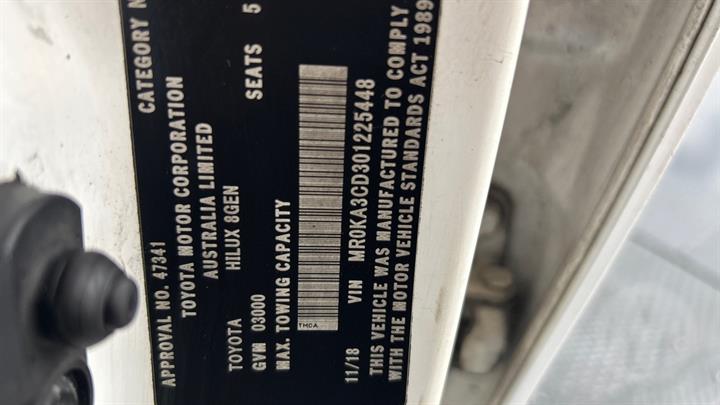 APPROVAL NO. 47341 CATEGORY N
TOYOTA MOTOR CORPORATION
AUSTRALIA LIMITED
TOYOTA HILUX 8GEN
GVM 03000 SEATS 5
MAX. TOWING CAPACITY
TMCA
11/18 VIN MR0KA3CD301225448
THIS VEHICLE WAS MANUFACTURED TO COMPLY
WITH THE MOTOR VEHICLE STANDARDS ACT 1989